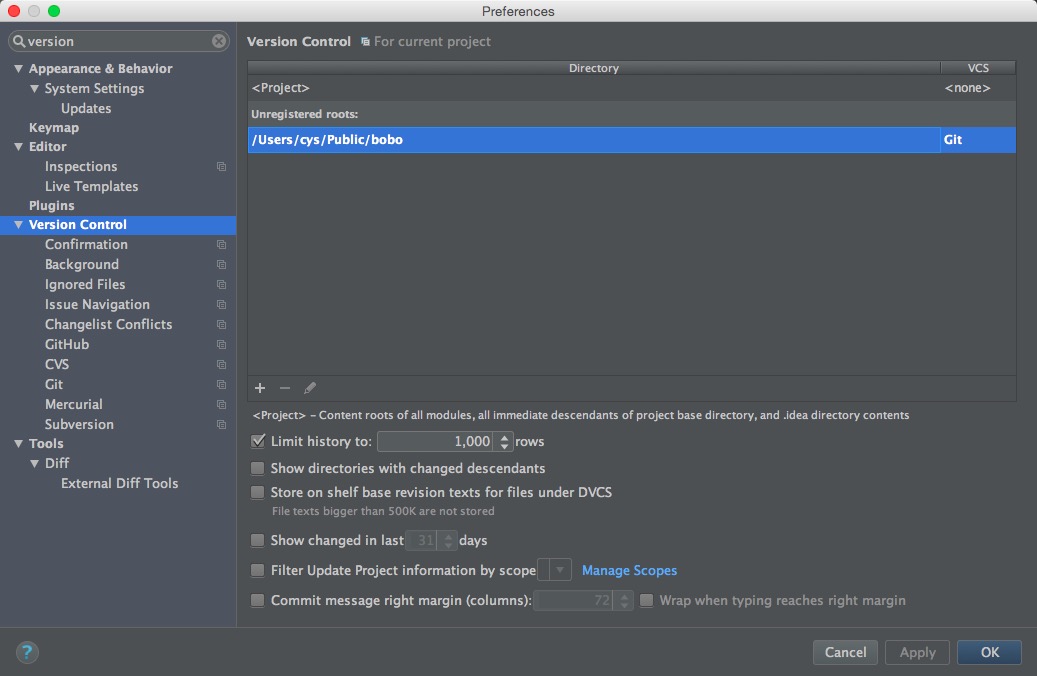 Preferences
version
Appearance & Behavior
System Settings
Updates
Keymap
Editor
Inspections
Live Templates
Plugins
Version Control
Confirmation
Background
Ignored Files
Issue Navigation
Changelist Conflicts
GitHub
CVS
Git
Mercurial
Subversion
Tools
Diff
External Diff Tools
Version Control For current project
Directory VCS
<Project> <none>
Unregistered roots:
/Users/cys/Public/bobo Git
<Project> – Content roots of all modules, all immediate descendants of project base directory, and .idea directory contents
Limit history to: 1,000 rows
Show directories with changed descendants
Store on shelf base revision texts for files under DVCS
File texts bigger than 500K are not stored
Show changed in last 31 days
Filter Update Project information by scope Manage Scopes
Commit message right margin (columns): 72 Wrap when typing reaches right margin
? Cancel Apply OK